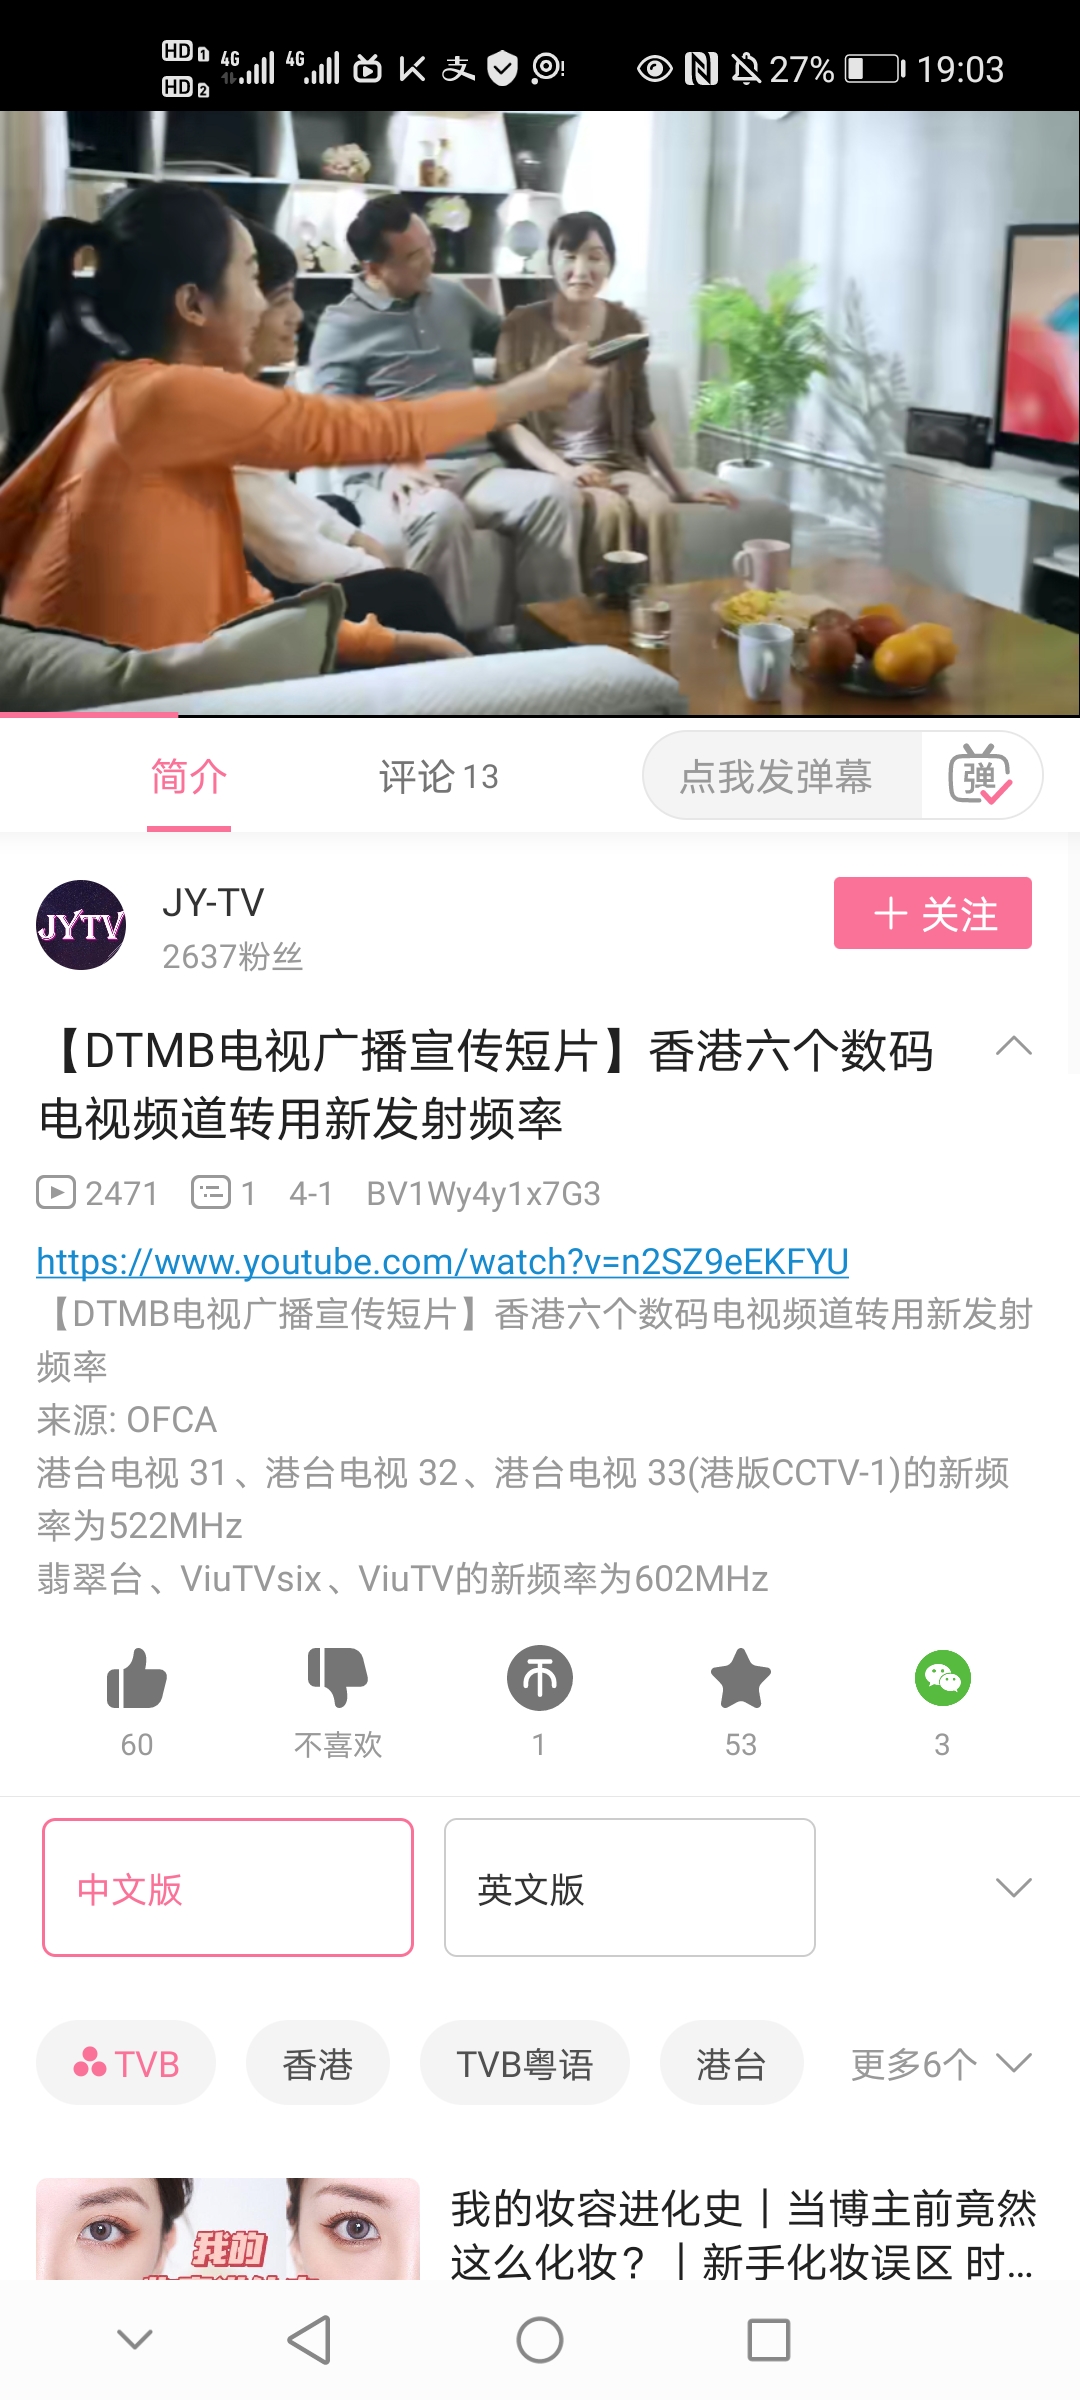 HD 1 4G 4G 27% 19:03
HD 2
简介 评论 13 点我发弹幕 弹
JYTV JY-TV + 关注
2637粉丝
【DTMB电视广播宣传短片】香港六个数码
电视频道转用新发射频率
2471 1 4-1 BV1Wy4y1x7G3
https://www.youtube.com/watch?v=n2SZ9eEKFYU
【DTMB电视广播宣传短片】香港六个数码电视频道转用新发射
频率
来源: OFCA
港台电视 31、港台电视 32、港台电视 33(港版CCTV-1)的新频
率为522MHz
翡翠台、ViuTVsix、ViuTV的新频率为602MHz
60 不喜欢 1 53 3
中文版 英文版
TVB 香港 TVB粤语 港台 更多6个
我的
我的妆容进化史丨当博主前竟然
这么化妆？丨新手化妆误区 时...